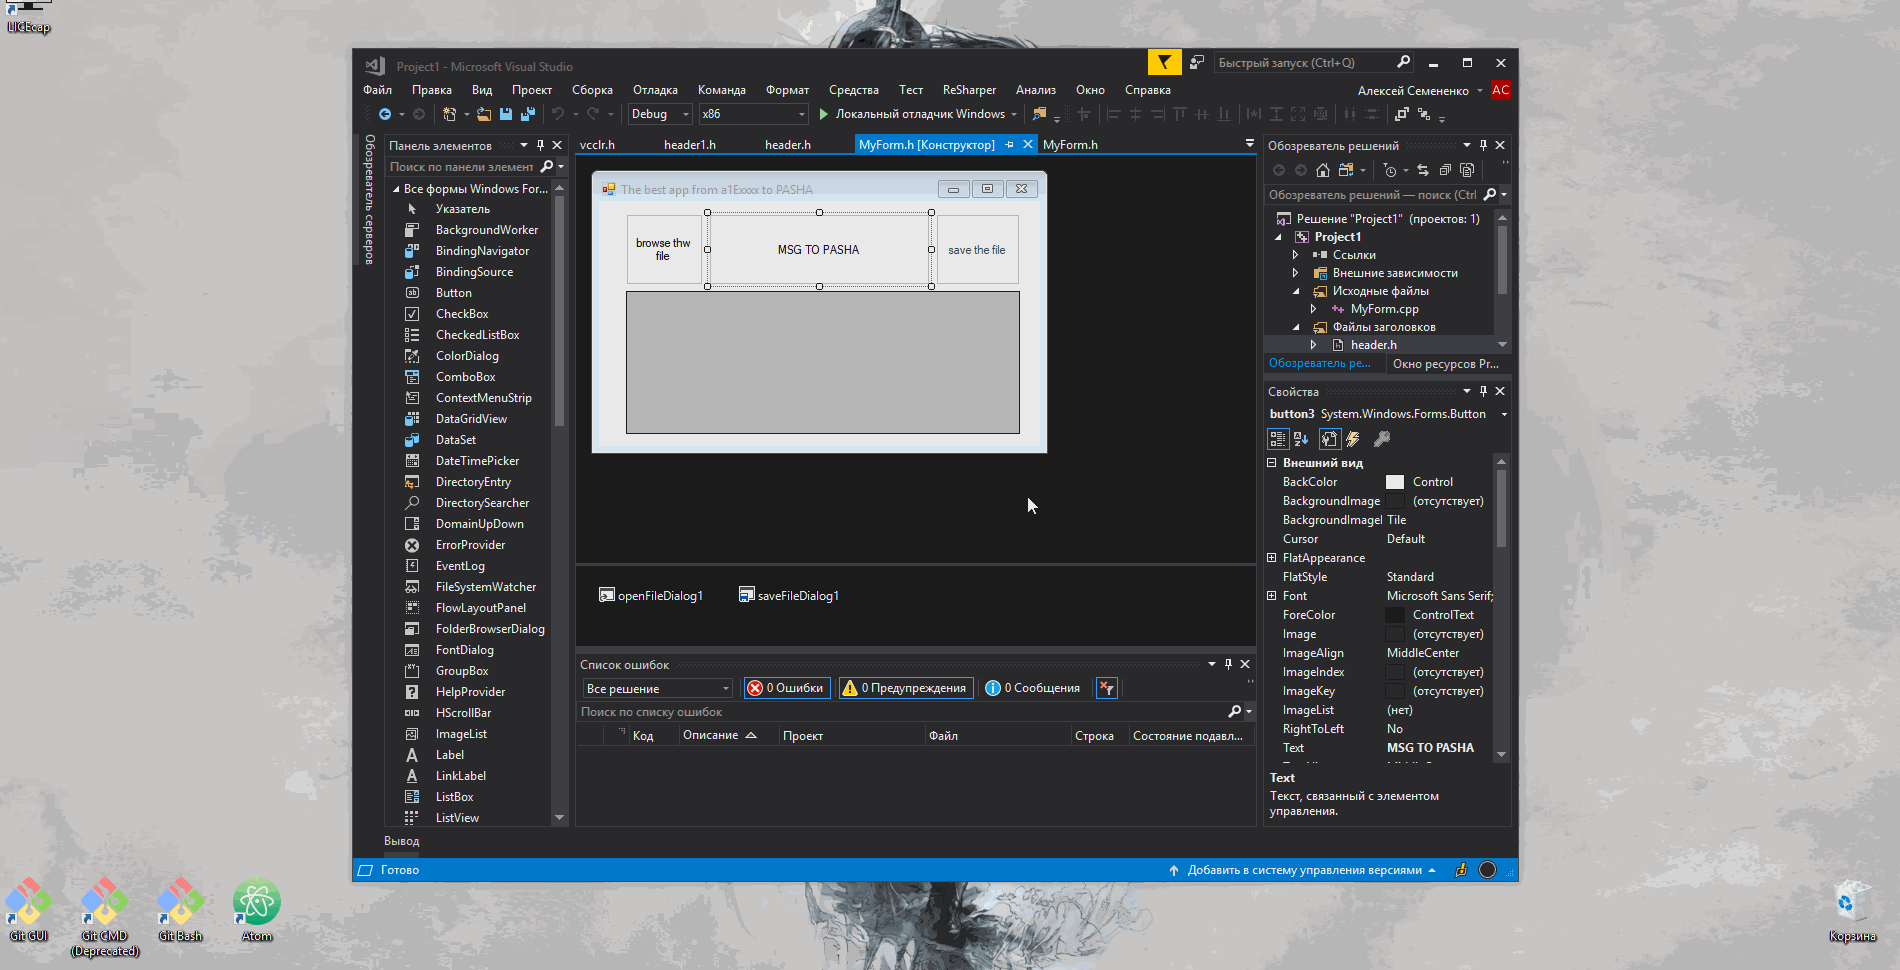 LICEcap
Project1 - Microsoft Visual Studio
Быстрый запуск (Ctrl+Q)
Файл Правка Вид Проект Сборка Отладка Команда Формат Средства Тест ReSharper Анализ Окно Справка
Алексей Семененко AC
Debug x86 Локальный отладчик Windows
Обозреватель серверов
Панель элементов
Поиск по панели элемент
Все формы Windows For...
Указатель
BackgroundWorker
BindingNavigator
BindingSource
Button
CheckBox
CheckedListBox
ColorDialog
ComboBox
ContextMenuStrip
DataGridView
DataSet
DateTimePicker
DirectoryEntry
DirectorySearcher
DomainUpDown
ErrorProvider
EventLog
FileSystemWatcher
FlowLayoutPanel
FolderBrowserDialog
FontDialog
GroupBox
HelpProvider
HScrollBar
ImageList
Label
LinkLabel
ListBox
ListView
vcclr.h header1.h header.h MyForm.h [Конструктор] MyForm.h
The best app from a1Exxxx to PASHA
browse thw
file
MSG TO PASHA
save the file
openFileDialog1 saveFileDialog1
Список ошибок
Все решение 0 Ошибки 0 Предупреждения 0 Сообщения
Поиск по списку ошибок
Код Описание Проект Файл Строка Состояние подавл...
Обозреватель решений
Обозреватель решений — поиск (Ctrl
Решение "Project1" (проектов: 1)
Project1
Ссылки
Внешние зависимости
Исходные файлы
MyForm.cpp
Файлы заголовков
header.h
Обозреватель ре... Окно ресурсов Pr...
Свойства
button3 System.Windows.Forms.Button
Внешний вид
BackColor Control
BackgroundImage (отсутствует)
BackgroundImageI Tile
Cursor Default
FlatAppearance
FlatStyle Standard
Font Microsoft Sans Serif;
ForeColor ControlText
Image (отсутствует)
ImageAlign MiddleCenter
ImageIndex (отсутствует)
ImageKey (отсутствует)
ImageList (нет)
RightToLeft No
Text MSG TO PASHA
Text
Текст, связанный с элементом
управления.
Вывод
Готово
Добавить в систему управления версиями
Git GUI
Git CMD
(Deprecated)
Git Bash
Atom
Корзина